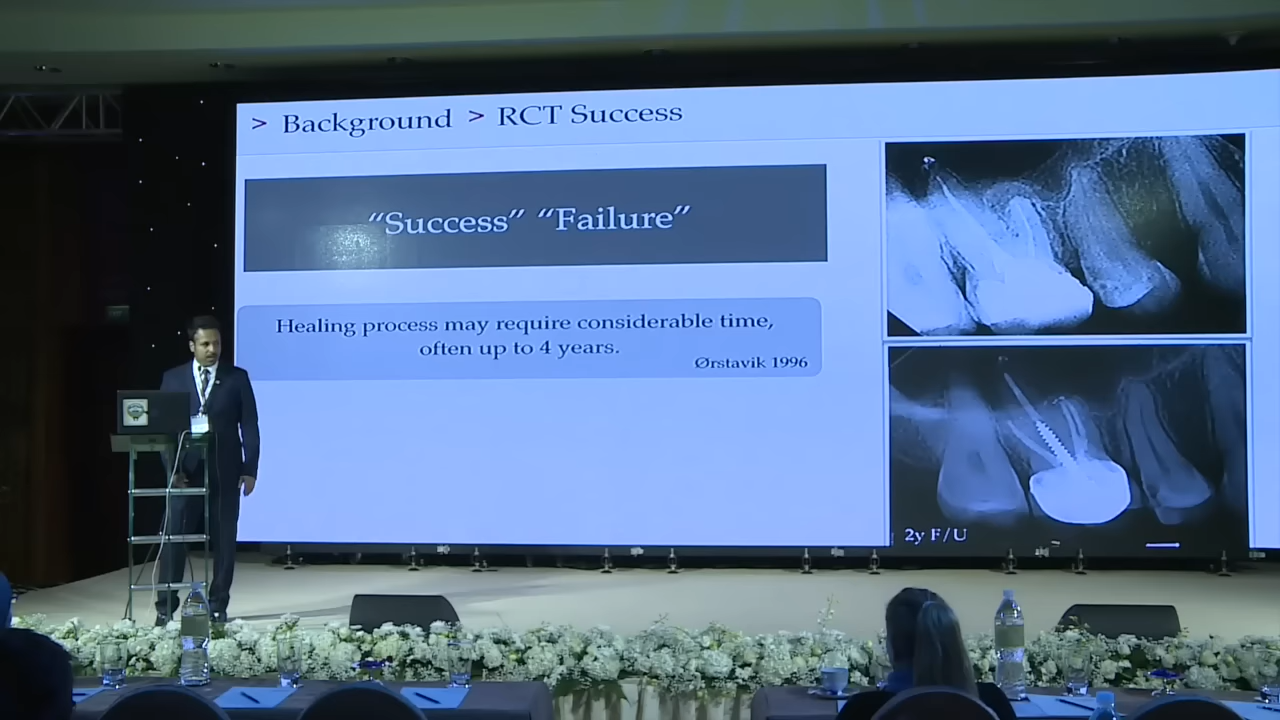 > Background > RCT Success
“Success” “Failure”
Healing process may require considerable time,
often up to 4 years.
Ørstavik 1996
2y F/U